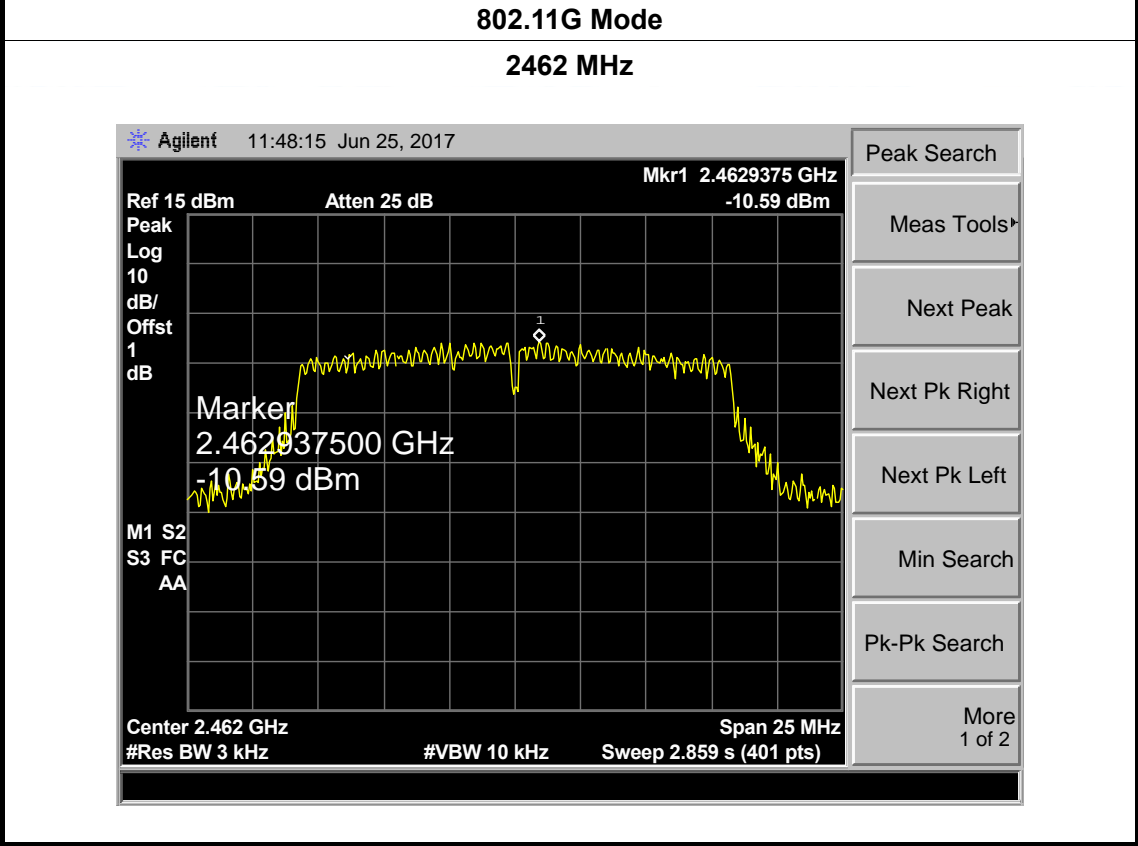 802.11G Mode
2462 MHz
Agilent 11:48:15 Jun 25, 2017
Peak Search
Mkr1 2.4629375 GHz
Ref 15 dBm Atten 25 dB -10.59 dBm
Peak
Log
10
dB/
Offst
1
dB
1
Marker
2.462937500 GHz
-10.59 dBm
M1 S2
S3 FC
AA
Center 2.462 GHz Span 25 MHz
#Res BW 3 kHz #VBW 10 kHz Sweep 2.859 s (401 pts)
Meas Tools
Next Peak
Next Pk Right
Next Pk Left
Min Search
Pk-Pk Search
More
1 of 2